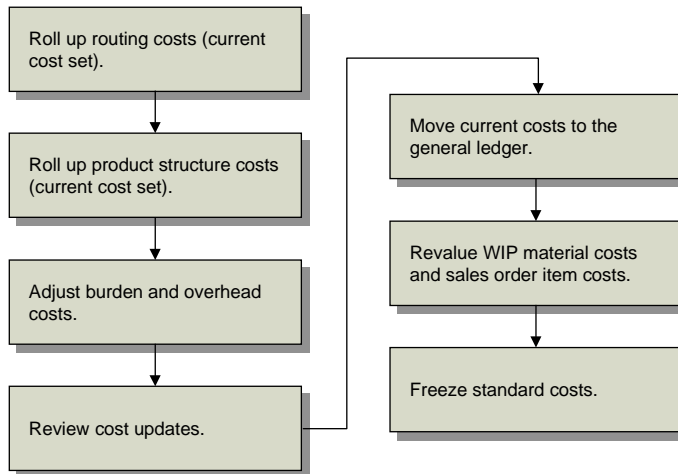 Roll up routing costs (current
cost set).
Roll up product structure costs
(current cost set).
Adjust burden and overhead
costs.
Review cost updates.
Move current costs to the
general ledger.
Revalue WIP material costs
and sales order item costs.
Freeze standard costs.